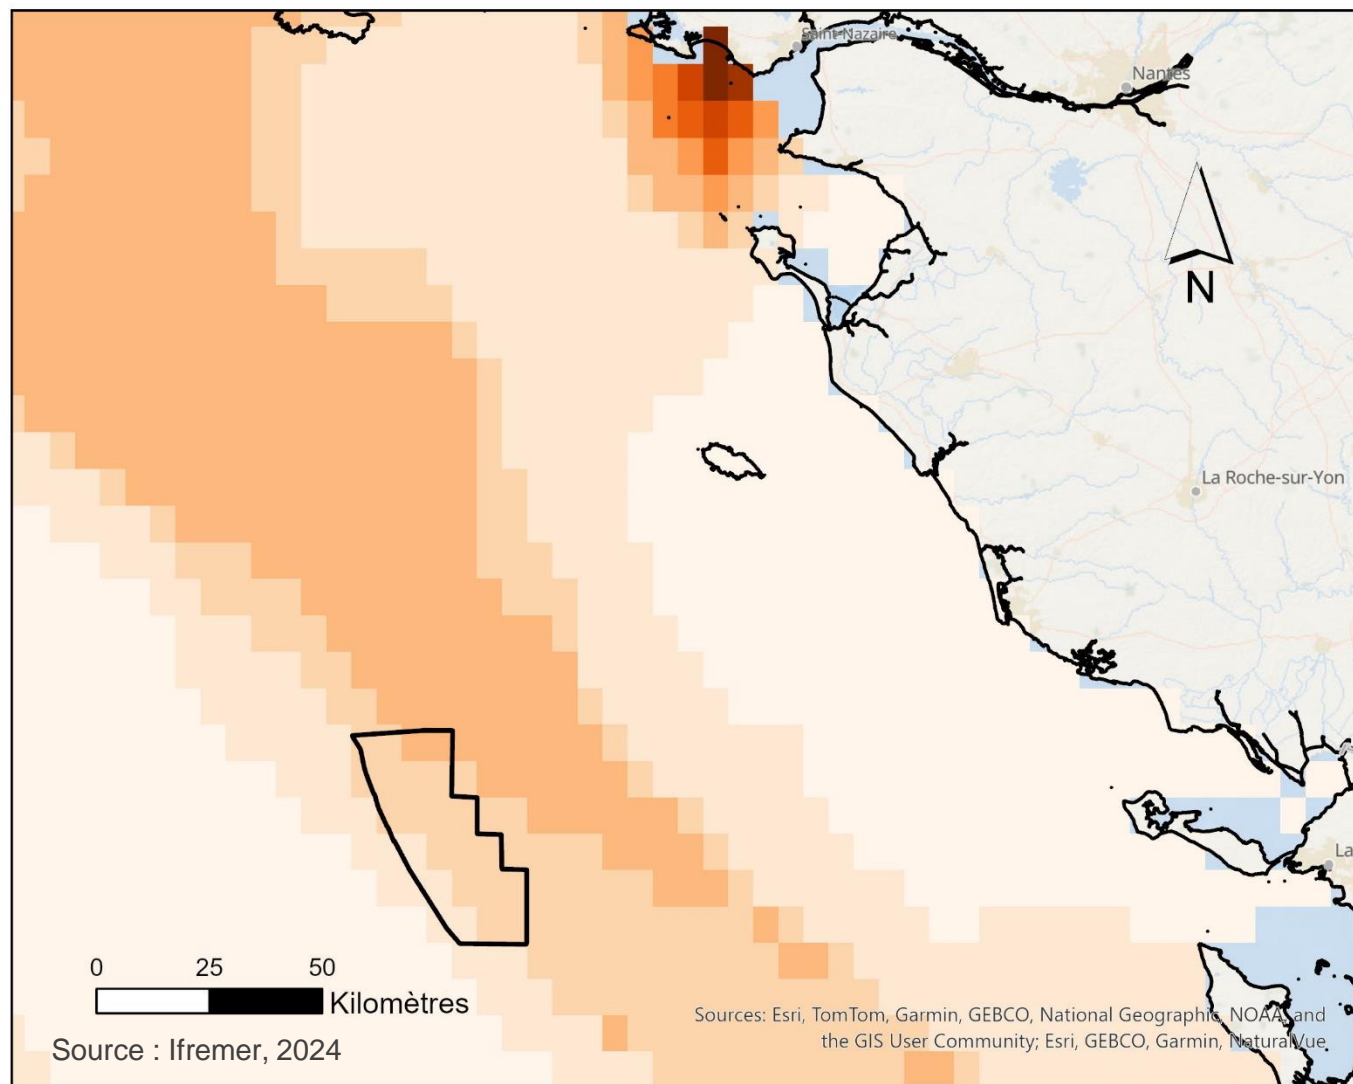 Saint-Nazaire
Nantes
N
La Roche-sur-Yon
La
0 25 50
Kilomètres
Sources: Esri, TomTom, Garmin, GEBCO, National Geographic, NOAA, and
the GIS User Community; Esri, GEBCO, Garmin, NaturalVue
Source : Ifremer, 2024